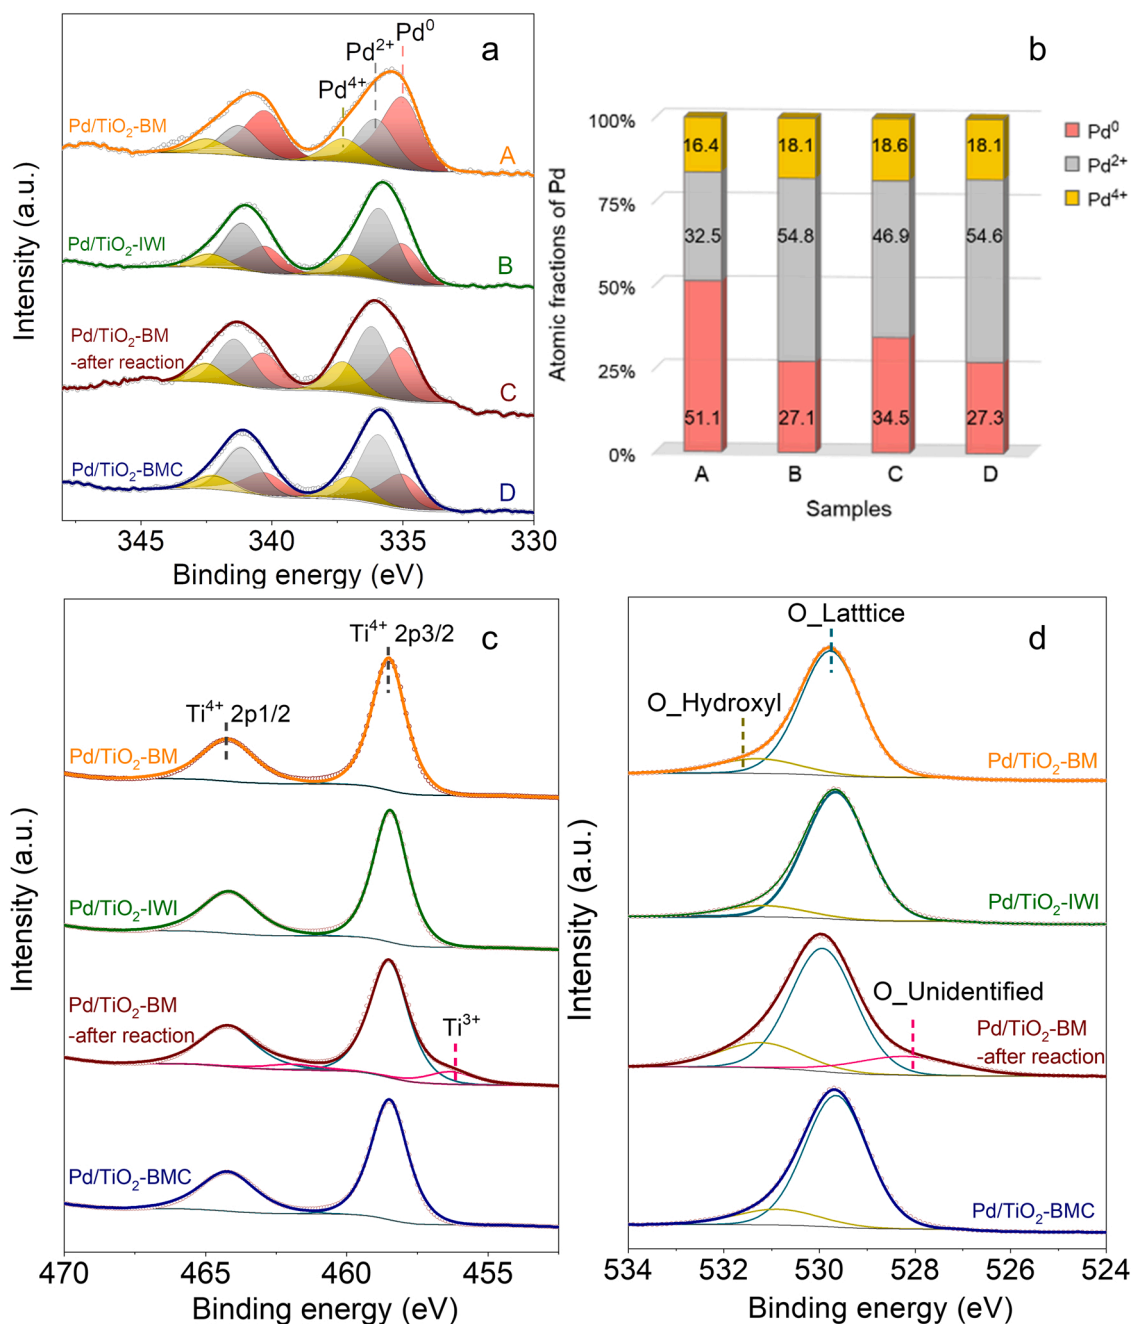 a
Pd⁰
Pd²⁺
Pd⁴⁺
Pd/TiO₂-BM
A
Pd/TiO₂-IWI
B
Pd/TiO₂-BM
-after reaction
C
Pd/TiO₂-BMC
D
Intensity (a.u.)
345 340 335 330
Binding energy (eV)
b
Atomic fractions of Pd
100%
75%
50%
25%
0%
16.4 18.1 18.6 18.1
32.5 54.8 46.9 54.6
51.1 27.1 34.5 27.3
A B C D
Samples
Pd⁰
Pd²⁺
Pd⁴⁺
c
Ti⁴⁺ 2p3/2
Ti⁴⁺ 2p1/2
Pd/TiO₂-BM
Pd/TiO₂-IWI
Pd/TiO₂-BM
-after reaction
Ti³⁺
Pd/TiO₂-BMC
Intensity (a.u.)
470 465 460 455
Binding energy (eV)
d
O_Latttice
O_Hydroxyl
Pd/TiO₂-BM
Pd/TiO₂-IWI
O_Unidentified
Pd/TiO₂-BM
-after reaction
Pd/TiO₂-BMC
Intensity (a.u.)
534 532 530 528 526 524
Binding energy (eV)